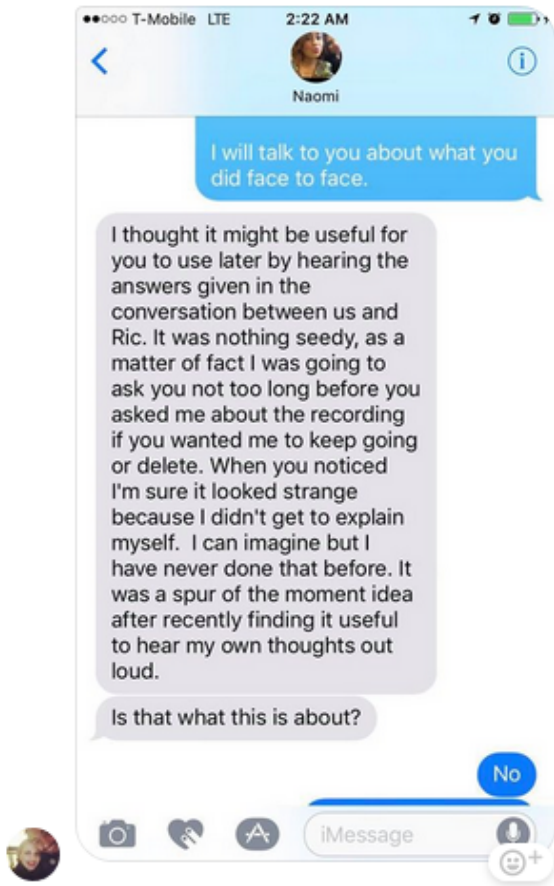 T-Mobile LTE 2:22 AM
Naomi
I will talk to you about what you
did face to face.
I thought it might be useful for
you to use later by hearing the
answers given in the
conversation between us and
Ric. It was nothing seedy, as a
matter of fact I was going to
ask you not too long before you
asked me about the recording
if you wanted me to keep going
or delete. When you noticed
I'm sure it looked strange
because I didn't get to explain
myself. I can imagine but I
have never done that before. It
was a spur of the moment idea
after recently finding it useful
to hear my own thoughts out
loud.
Is that what this is about?
No
iMessage